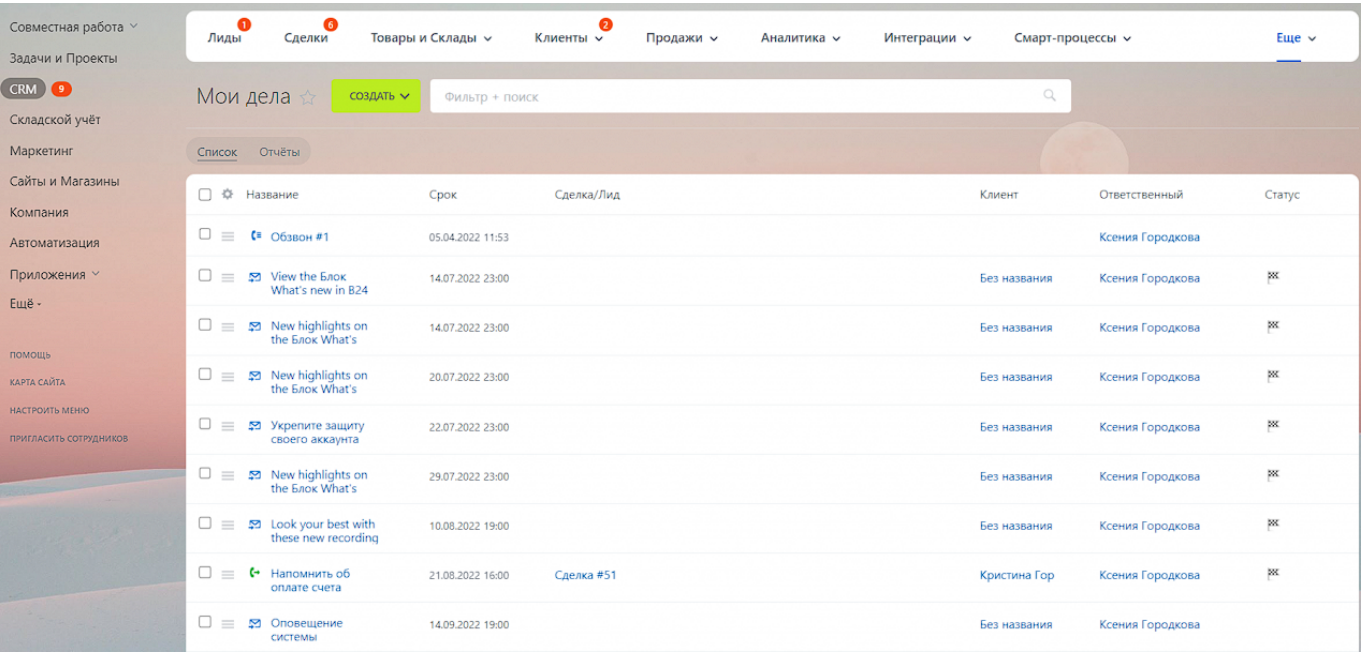 Совместная работа
Задачи и Проекты
CRM 9
Складской учёт
Маркетинг
Сайты и Магазины
Компания
Автоматизация
Приложения
Ещё -
ПОМОЩЬ
КАРТА САЙТА
НАСТРОИТЬ МЕНЮ
ПРИГЛАСИТЬ СОТРУДНИКОВ
1 6 2
Лиды Сделки Товары и Склады Клиенты Продажи Аналитика Интеграции Смарт-процессы Еще
Мои дела СОЗДАТЬ Фильтр + поиск
Список Отчёты
Название Срок Сделка/Лид Клиент Ответственный Статус
Обзвон #1 05.04.2022 11:53 Ксения Городкова
View the Блок 14.07.2022 23:00 Без названия Ксения Городкова
What's new in B24
New highlights on 14.07.2022 23:00 Без названия Ксения Городкова
the Блок What's
New highlights on 20.07.2022 23:00 Без названия Ксения Городкова
the Блок What's
Укрепите защиту 22.07.2022 23:00 Без названия Ксения Городкова
своего аккаунта
New highlights on 29.07.2022 23:00 Без названия Ксения Городкова
the Блок What's
Look your best with 10.08.2022 19:00 Без названия Ксения Городкова
these new recording
Напомнить об 21.08.2022 16:00 Сделка #51 Кристина Гор Ксения Городкова
оплате счета
Оповещение 14.09.2022 19:00 Без названия Ксения Городкова
системы